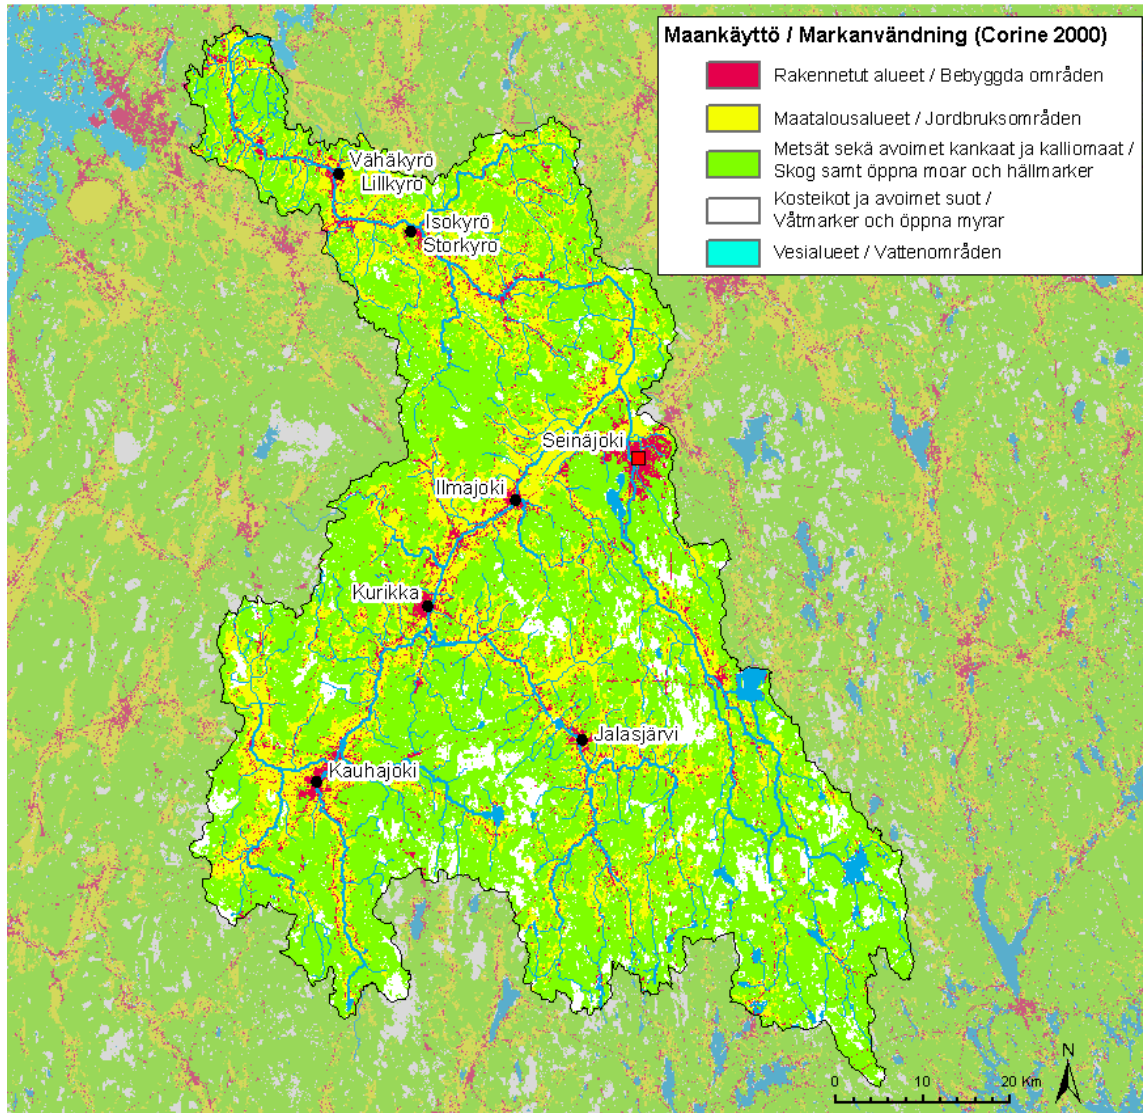 Maankäyttö / Markanvändning (Corine 2000)
Rakennetut alueet / Bebyggda områden
Maatalousalueet / Jordbruksområden
Metsät sekä avoimet kankaat ja kalliomaat /
Skog samt öppna moar och hällmarker
Kosteikot ja avoimet suot /
Våtmarker och öppna myrar
Vesialueet / Vattenområden
Vähäkyrö
Lillkyro
Isokyrö
Storkyro
Seinäjoki
Ilmajoki
Kurikka
Jalasjärvi
Kauhajoki
N
0 10 20 Km